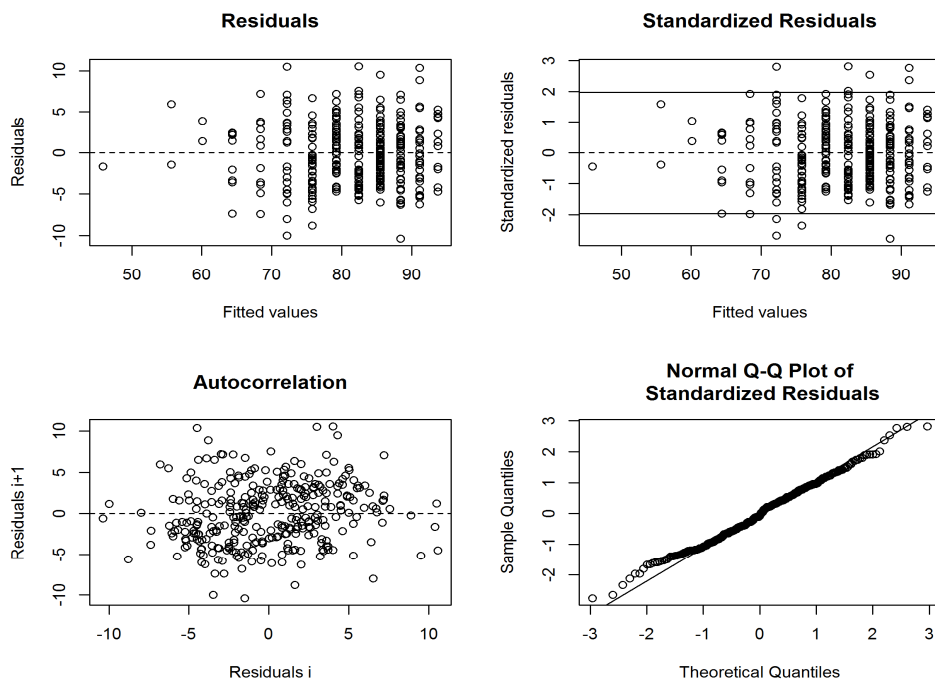 Residuals
Residuals
10
5
0
-5
-10
50 60 70 80 90
Fitted values
Standardized Residuals
Standardized residuals
3
2
1
0
-1
-2
50 60 70 80 90
Fitted values
Autocorrelation
Residuals i+1
10
5
0
-5
-10
-10 -5 0 5 10
Residuals i
Normal Q-Q Plot of
Standardized Residuals
Sample Quantiles
3
2
1
0
-1
-2
-3 -2 -1 0 1 2 3
Theoretical Quantiles